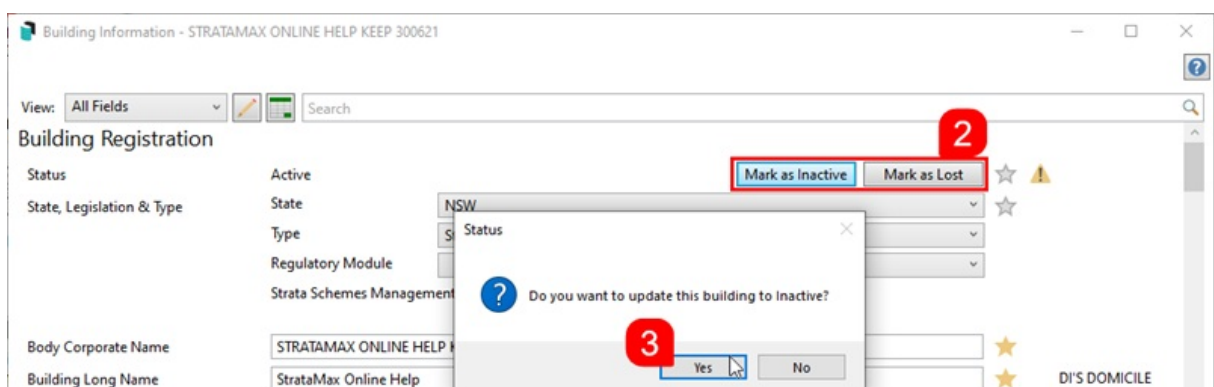 Building Information - STRATAMAX ONLINE HELP KEEP 300621
View: All Fields Search
Building Registration
2
Status Active Mark as Inactive Mark as Lost
State, Legislation & Type State NSW
Type
Status
Regulatory Module
Strata Schemes Management
Do you want to update this building to Inactive?
3
Yes No
Body Corporate Name STRATAMAX ONLINE HELP
Building Long Name StrataMax Online Help DI'S DOMICILE